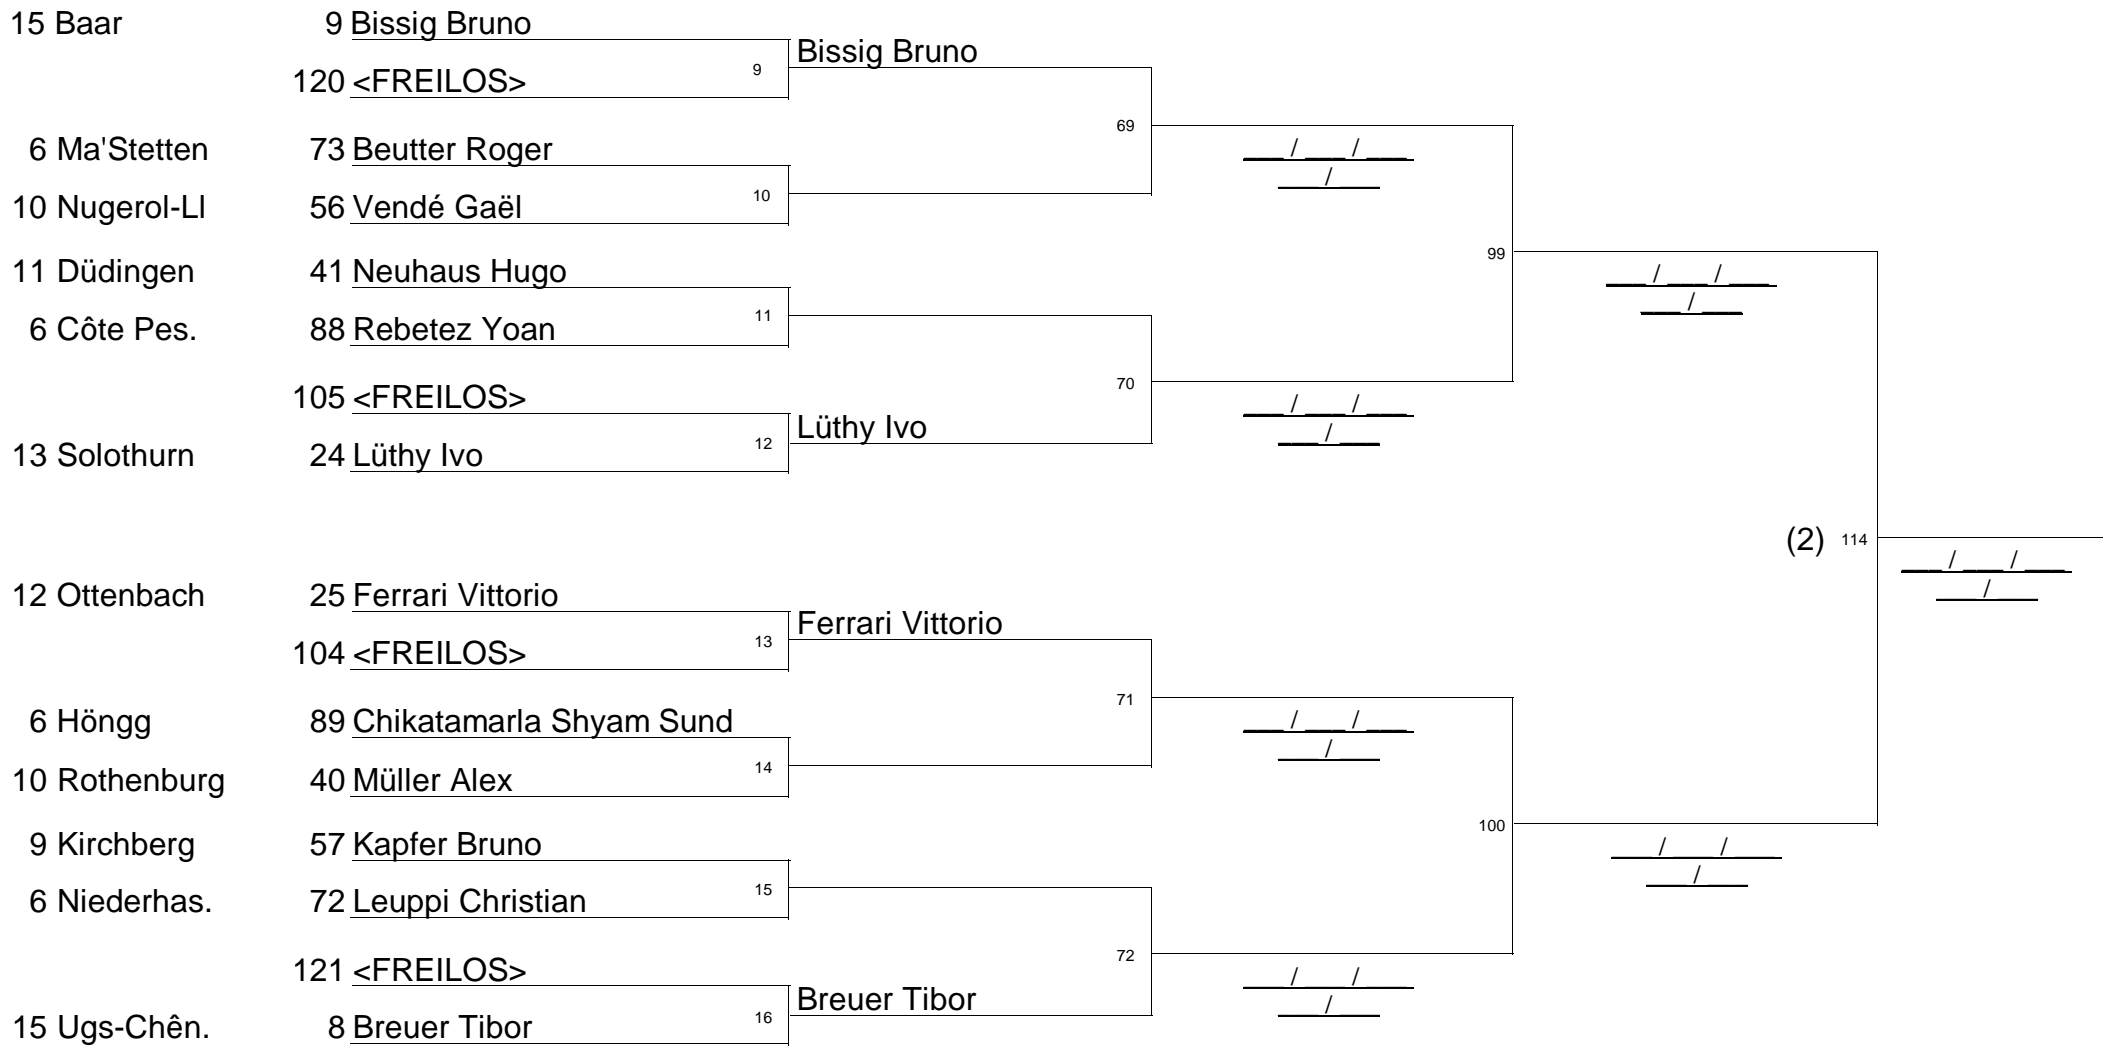 15 Baar 9 Bissig Bruno
Bissig Bruno
120 <FREILOS> 9
69
6 Ma'Stetten 73 Beutter Roger
___ / ___ / ___
___ / ___
10 Nugerol-Ll 56 Vendé Gaël 10
99
11 Düdingen 41 Neuhaus Hugo
___ / ___ / ___
___ / ___
6 Côte Pes. 88 Rebetez Yoan 11
70
105 <FREILOS>
___ / ___ / ___
Lüthy Ivo
___ / ___
13 Solothurn 24 Lüthy Ivo 12
(2) 114
___ / ___ / ___
___ / ___
12 Ottenbach 25 Ferrari Vittorio
Ferrari Vittorio
104 <FREILOS> 13
71
6 Höngg 89 Chikatamarla Shyam Sund
___ / ___ / ___
___ / ___
10 Rothenburg 40 Müller Alex 14
100
9 Kirchberg 57 Kapfer Bruno
___ / ___ / ___
___ / ___
6 Niederhas. 72 Leuppi Christian 15
72
121 <FREILOS>
___ / ___ / ___
Breuer Tibor
___ / ___
15 Ugs-Chên. 8 Breuer Tibor 16